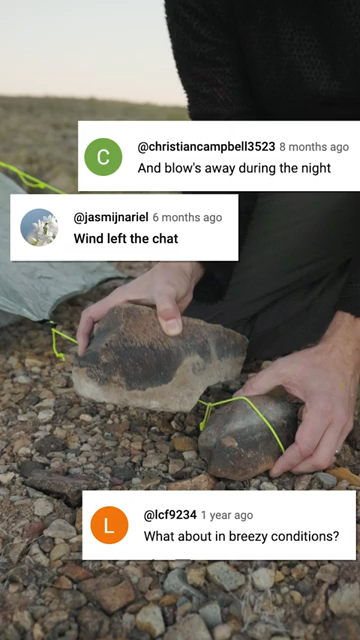 C
@christiancampbell3523 8 months ago
And blow's away during the night
@jasmijnariel 6 months ago
Wind left the chat
L
@lcf9234 1 year ago
What about in breezy conditions?